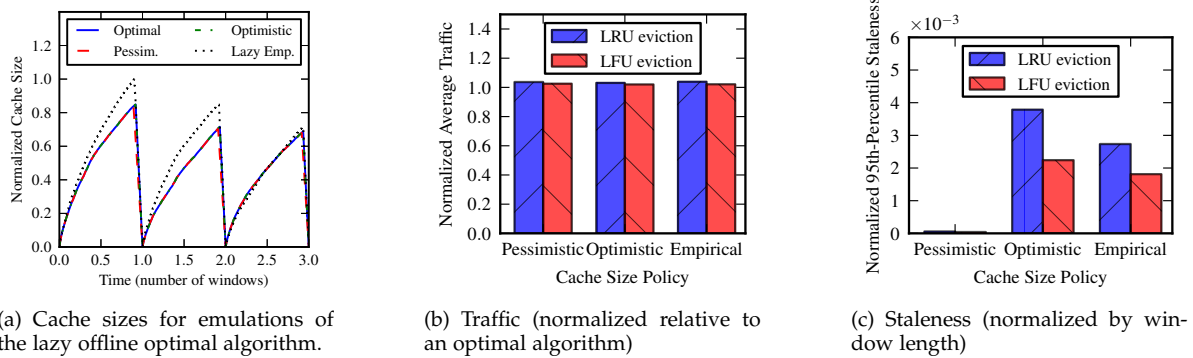 Normalized Cache Size
1.2
1.0
0.8
0.6
0.4
0.2
0.0
Optimal
Optimistic
Pessim.
Lazy Emp.
0.0 0.5 1.0 1.5 2.0 2.5 3.0
Time (number of windows)
(a) Cache sizes for emulations of
the lazy offline optimal algorithm.
Normalized Average Traffic
1.4
1.2
1.0
0.8
0.6
0.4
0.2
0.0
LRU eviction
LFU eviction
Pessimistic Optimistic Empirical
Cache Size Policy
(b) Traffic (normalized relative to
an optimal algorithm)
Normalized 95th-Percentile Staleness
×10⁻³
6
5
4
3
2
1
0
LRU eviction
LFU eviction
Pessimistic Optimistic Empirical
Cache Size Policy
(c) Staleness (normalized by win-
dow length)